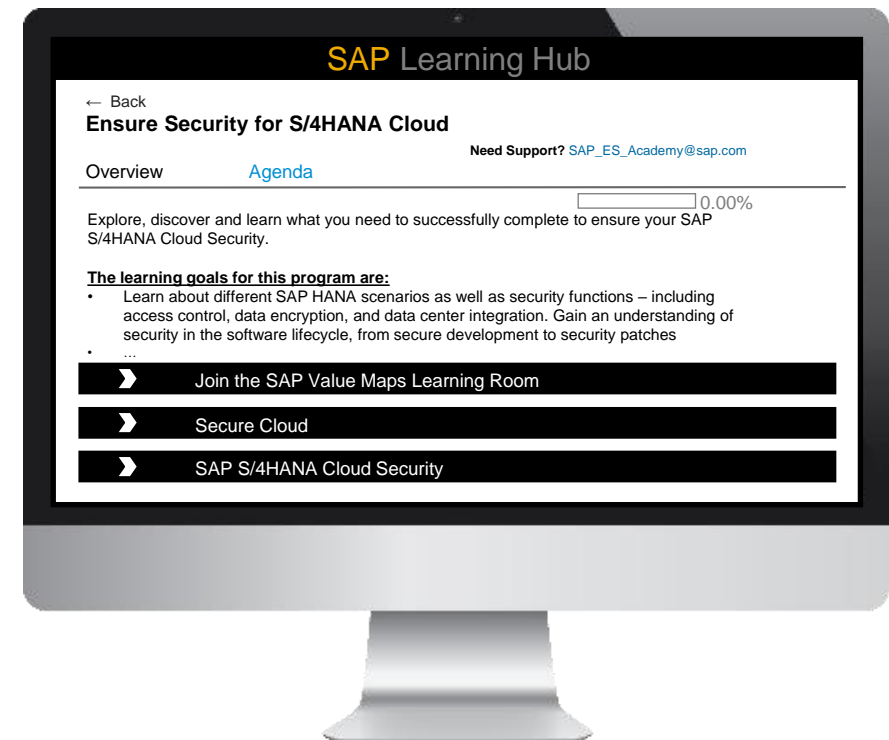 SAP Learning Hub
← Back
Ensure Security for S/4HANA Cloud
Need Support? SAP_ES_Academy@sap.com
Overview Agenda
0.00%
Explore, discover and learn what you need to successfully complete to ensure your SAP
S/4HANA Cloud Security.
The learning goals for this program are:
• Learn about different SAP HANA scenarios as well as security functions – including
access control, data encryption, and data center integration. Gain an understanding of
security in the software lifecycle, from secure development to security patches
• ...
Join the SAP Value Maps Learning Room
Secure Cloud
SAP S/4HANA Cloud Security